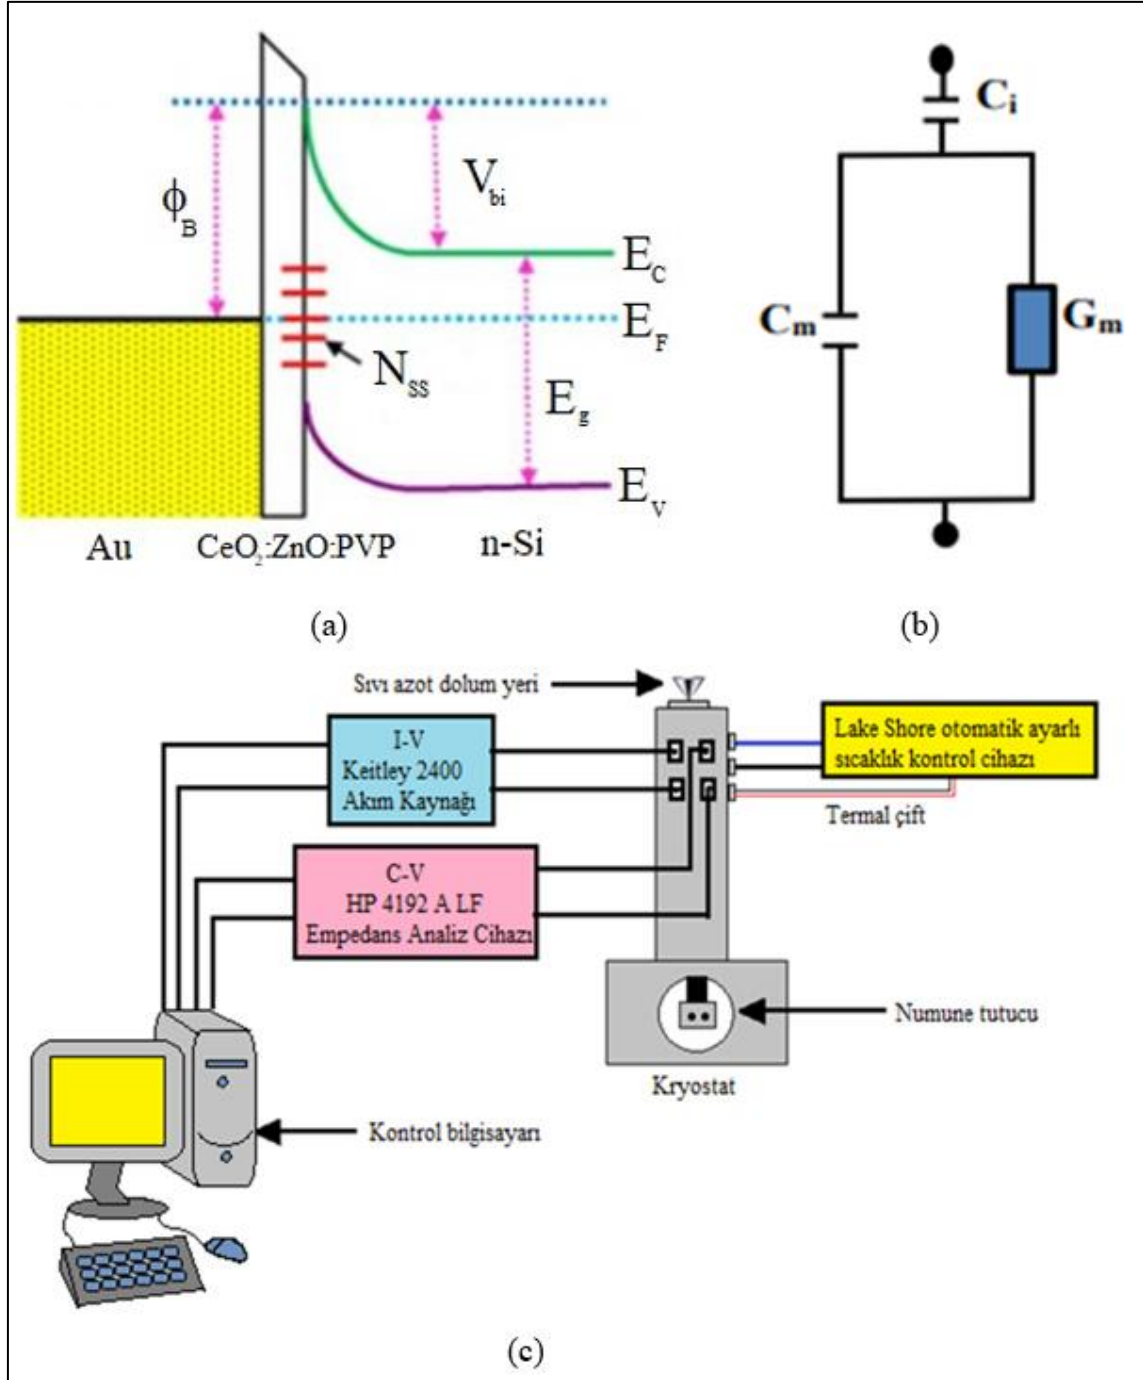 ϕB
Vbi
EC
EF
NSS
Eg
EV
Au
CeO2:ZnO:PVP
n-Si
(a)
Ci
Cm
Gm
(b)
Sıvı azot dolum yeri
I-V
Keitley 2400
Akım Kaynağı
Lake Shore otomatik ayarlı
sıcaklık kontrol cihazı
Termal çift
C-V
HP 4192 A LF
Empedans Analiz Cihazı
Numune tutucu
Kryostat
Kontrol bilgisayarı
(c)